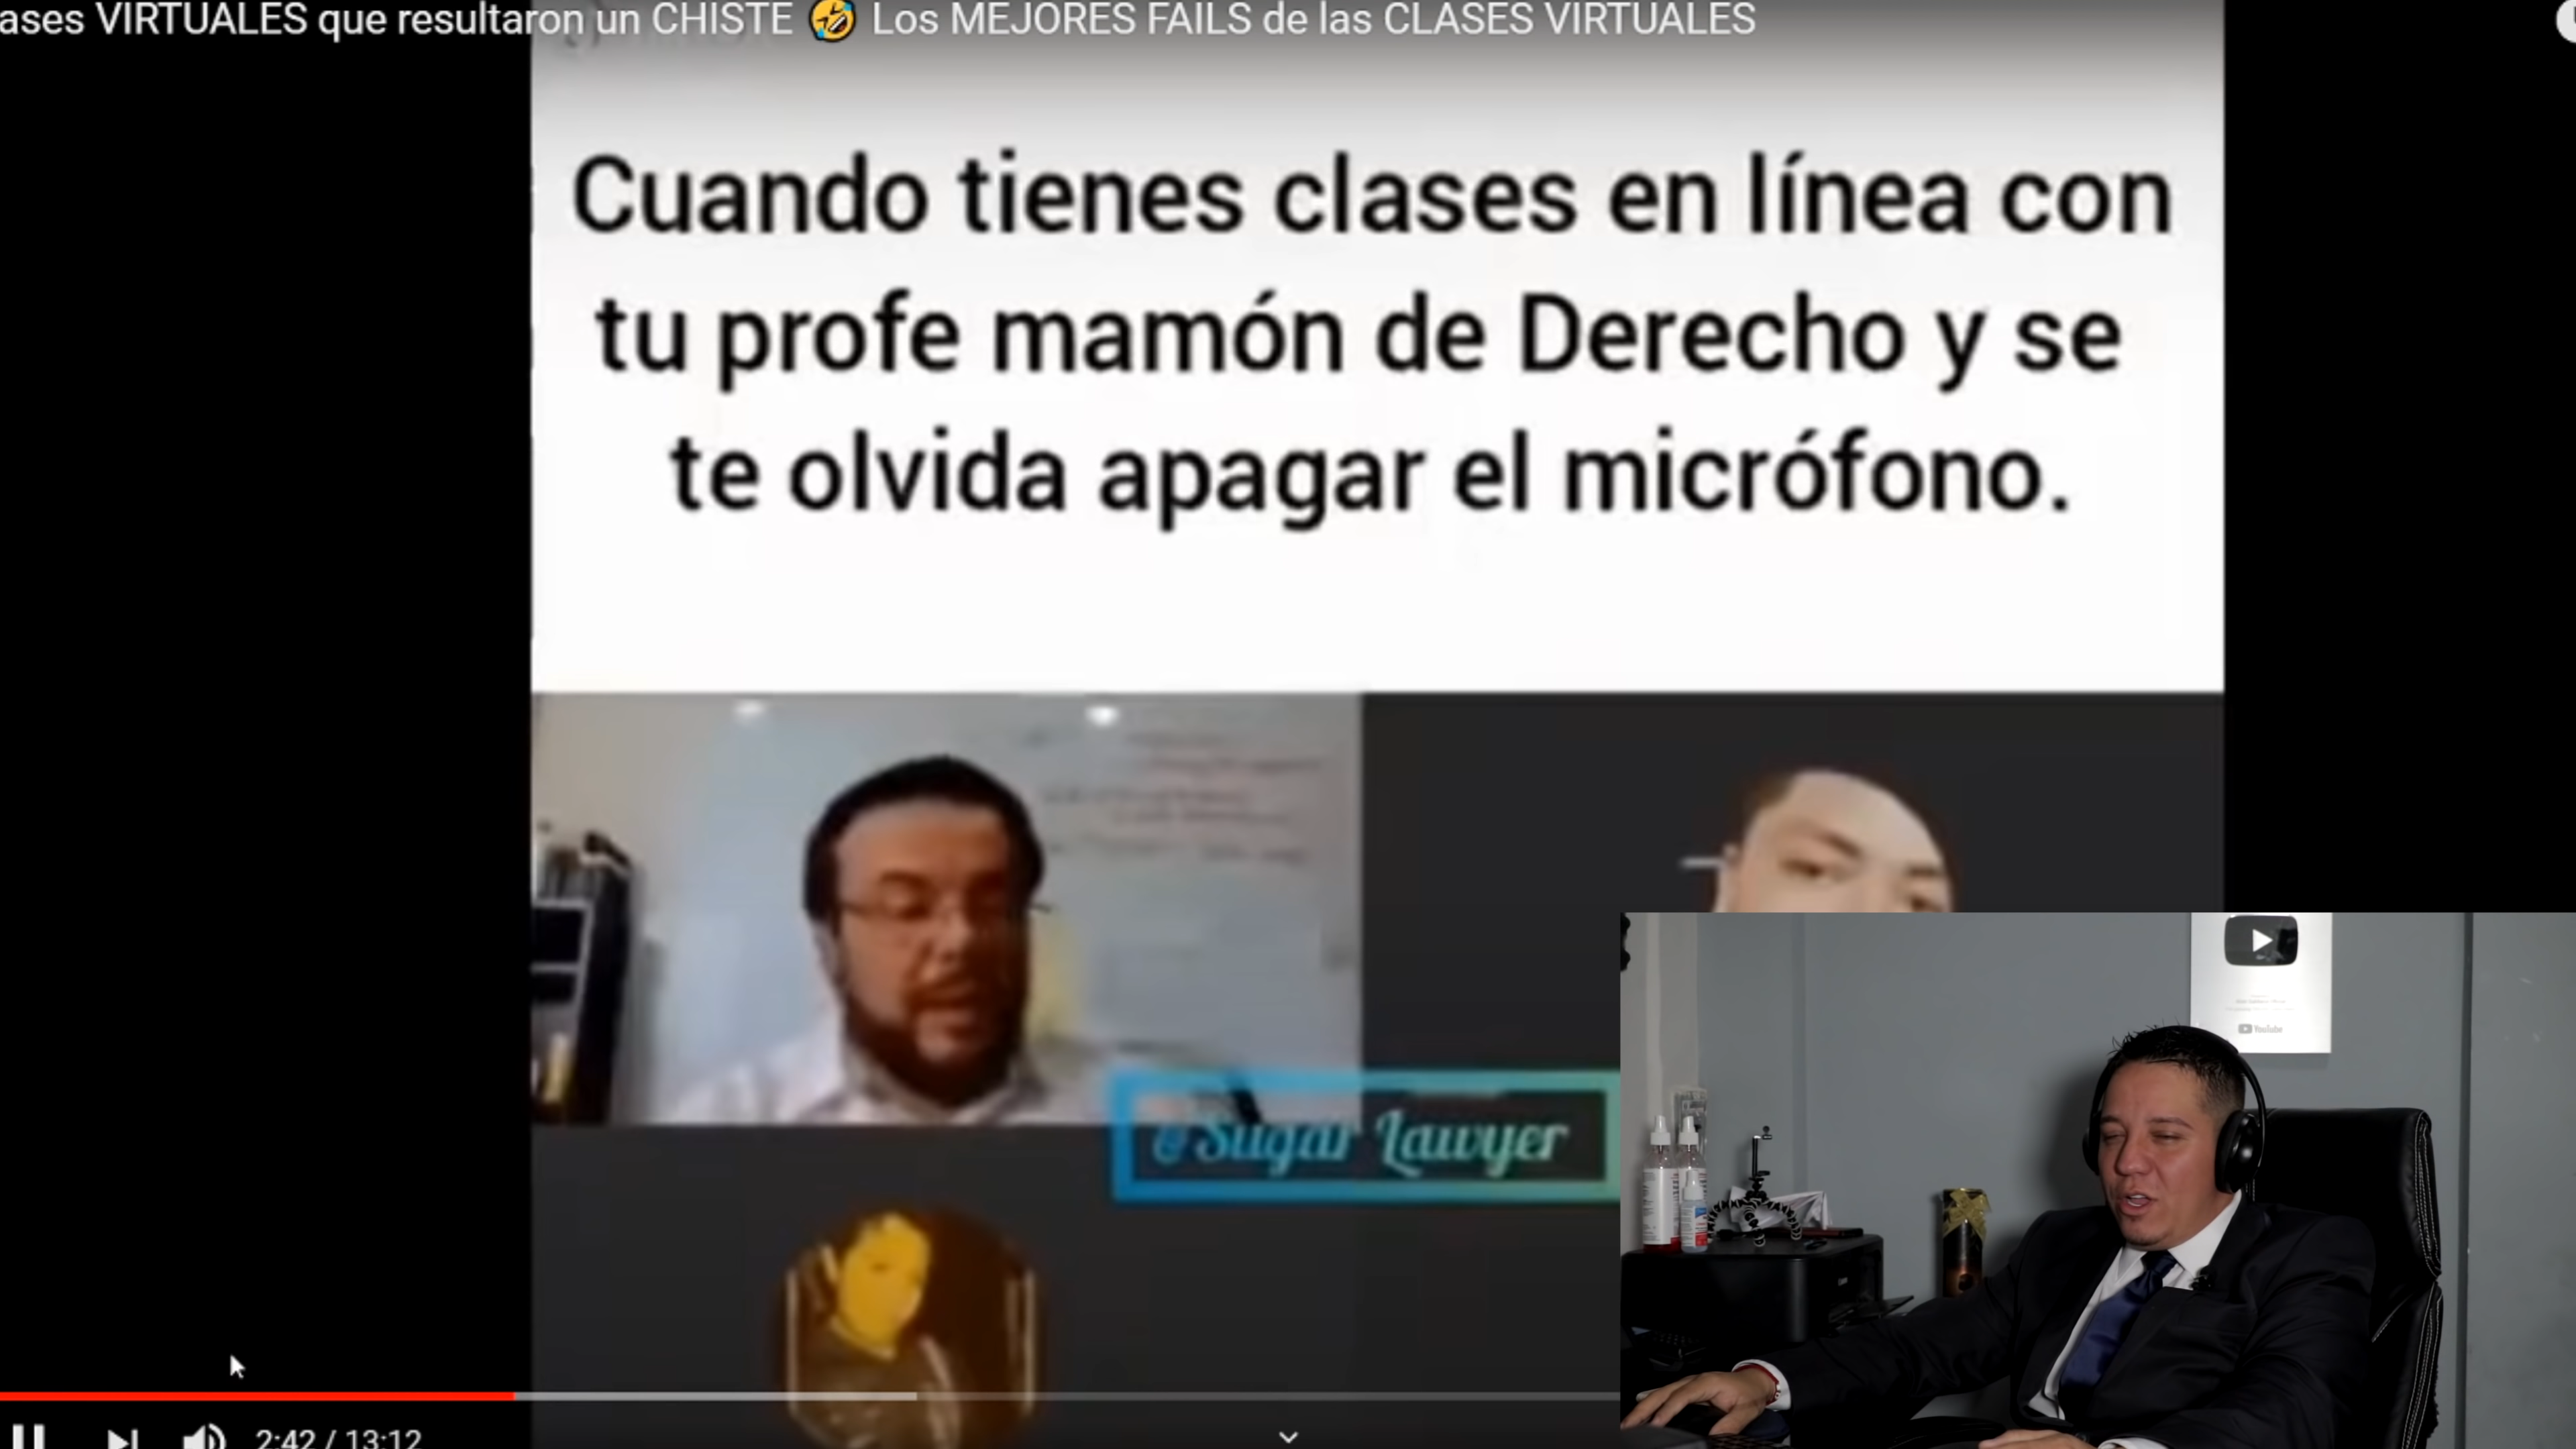 ases VIRTUALES que resultaron un CHISTE 🤣 Los MEJORES FAILS de las CLASES VIRTUALES
Cuando tienes clases en línea con
tu profe mamón de Derecho y se
te olvida apagar el micrófono.
@Sugar Lawyer
YouTube
2:42 / 13:12